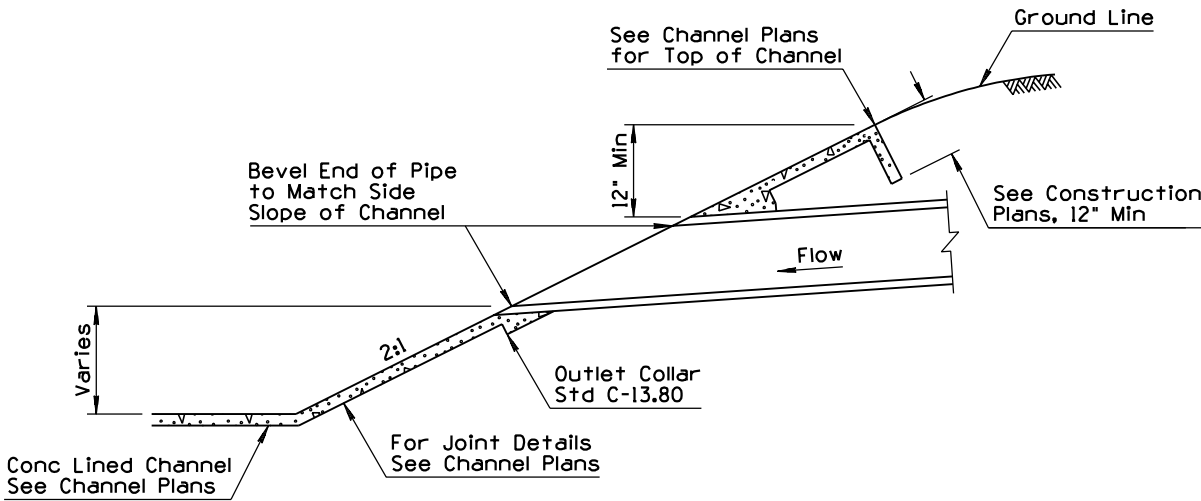 Ground Line
See Channel Plans
for Top of Channel
12" Min
Bevel End of Pipe
to Match Side
Slope of Channel
See Construction
Plans, 12" Min
Flow
Varies
2:1
Outlet Collar
Std C-13.80
For Joint Details
See Channel Plans
Conc Lined Channel
See Channel Plans